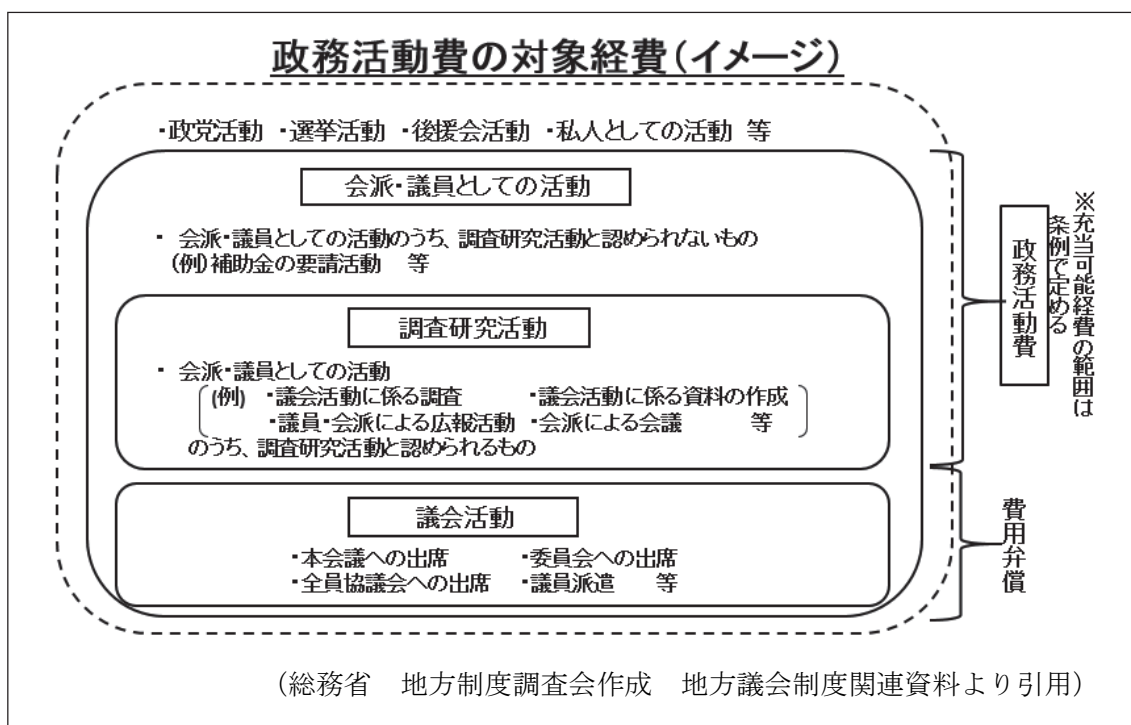 政務活動費の対象経費（イメージ）
・政党活動 ・選挙活動 ・後援会活動 ・私人としての活動 等
会派・議員としての活動
・ 会派・議員としての活動のうち、調査研究活動と認められないもの
（例）補助金の要請活動 等
調査研究活動
・ 会派・議員としての活動
（例） ・議会活動に係る調査 ・議会活動に係る資料の作成
・議員・会派による広報活動 ・会派による会議 等
のうち、調査研究活動と認められるもの
議会活動
・本会議への出席 ・委員会への出席
・全員協議会への出席 ・議員派遣 等
政務活動費
※充当可能経費の範囲は
条例で定める
費用弁償
（総務省 地方制度調査会作成 地方議会制度関連資料より引用）